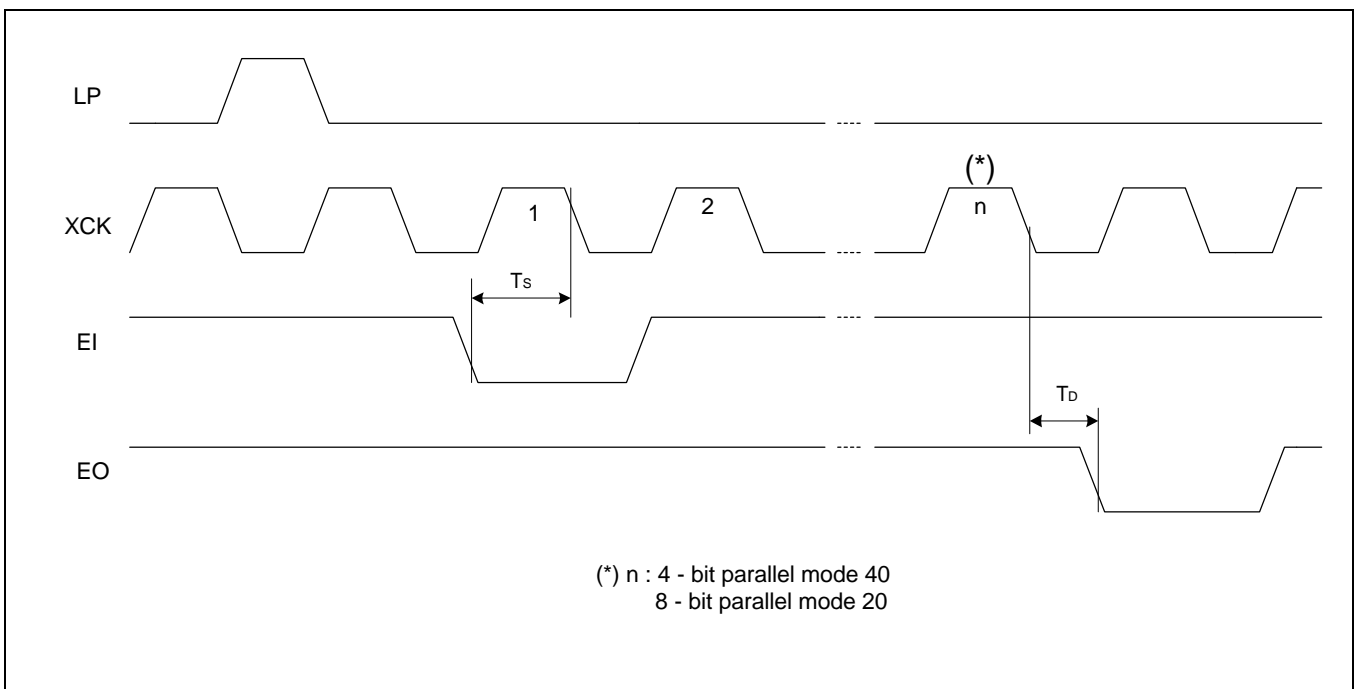 LP
(*)
XCK
1
2
n
Ts
EI
TD
EO
(*) n : 4 - bit parallel mode 40
8 - bit parallel mode 20